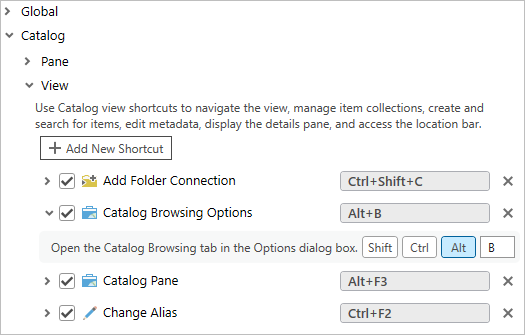 Global
Catalog
Pane
View
Use Catalog view shortcuts to navigate the view, manage item collections, create and
search for items, edit metadata, display the details pane, and access the location bar.
+ Add New Shortcut
Add Folder Connection Ctrl+Shift+C
Catalog Browsing Options Alt+B
Open the Catalog Browsing tab in the Options dialog box. Shift Ctrl Alt B
Catalog Pane Alt+F3
Change Alias Ctrl+F2